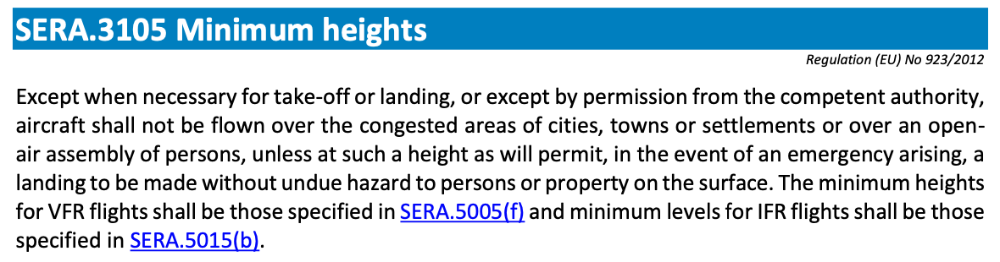 SERA.3105 Minimum heights
Regulation (EU) No 923/2012
Except when necessary for take-off or landing, or except by permission from the competent authority,
aircraft shall not be flown over the congested areas of cities, towns or settlements or over an open-
air assembly of persons, unless at such a height as will permit, in the event of an emergency arising, a
landing to be made without undue hazard to persons or property on the surface. The minimum heights
for VFR flights shall be those specified in SERA.5005(f) and minimum levels for IFR flights shall be those
specified in SERA.5015(b).